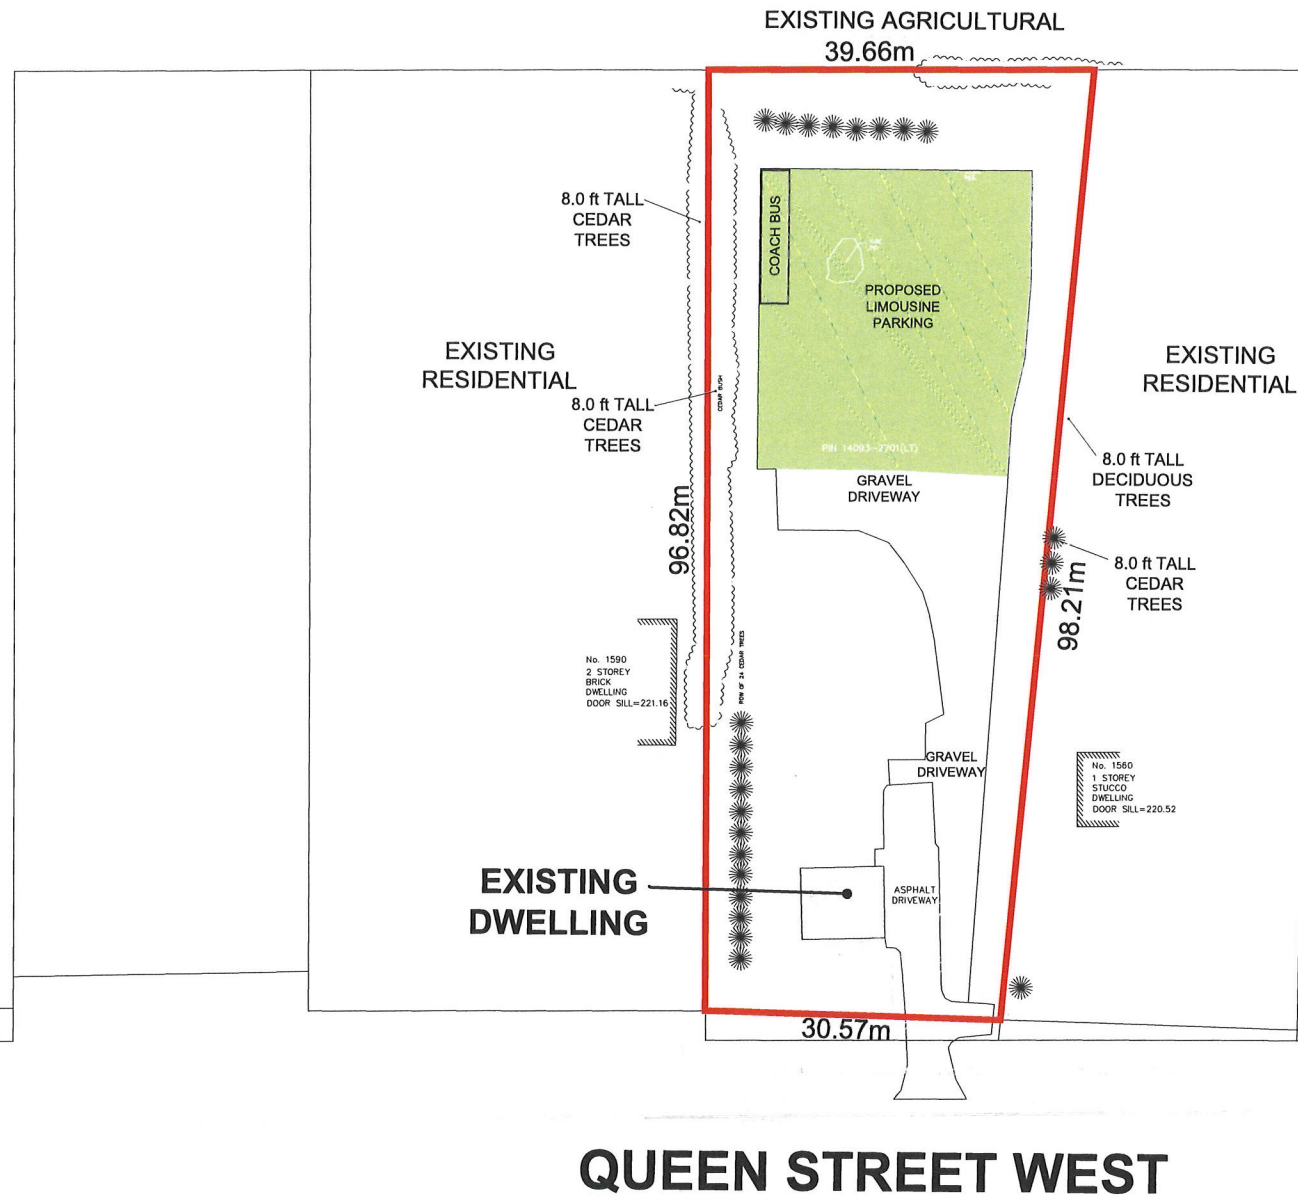 EXISTING AGRICULTURAL
39.66m
8.0 ft TALL
CEDAR
TREES
COACH BUS
PROPOSED
LIMOUSINE
PARKING
EXISTING
RESIDENTIAL
EXISTING
RESIDENTIAL
CEDAR BUSH
8.0 ft TALL
CEDAR
TREES
PIN 14093-2701(LT)
8.0 ft TALL
DECIDUOUS
TREES
GRAVEL
DRIVEWAY
96.82m
8.0 ft TALL
CEDAR
TREES
98.21m
ROW OF 24 CEDAR TREES
No. 1590
2 STOREY
BRICK
DWELLING
DOOR SILL=221.16
GRAVEL
DRIVEWAY
No. 1560
1 STOREY
STUCCO
DWELLING
DOOR SILL=220.52
EXISTING
DWELLING
ASPHALT
DRIVEWAY
30.57m
QUEEN STREET WEST